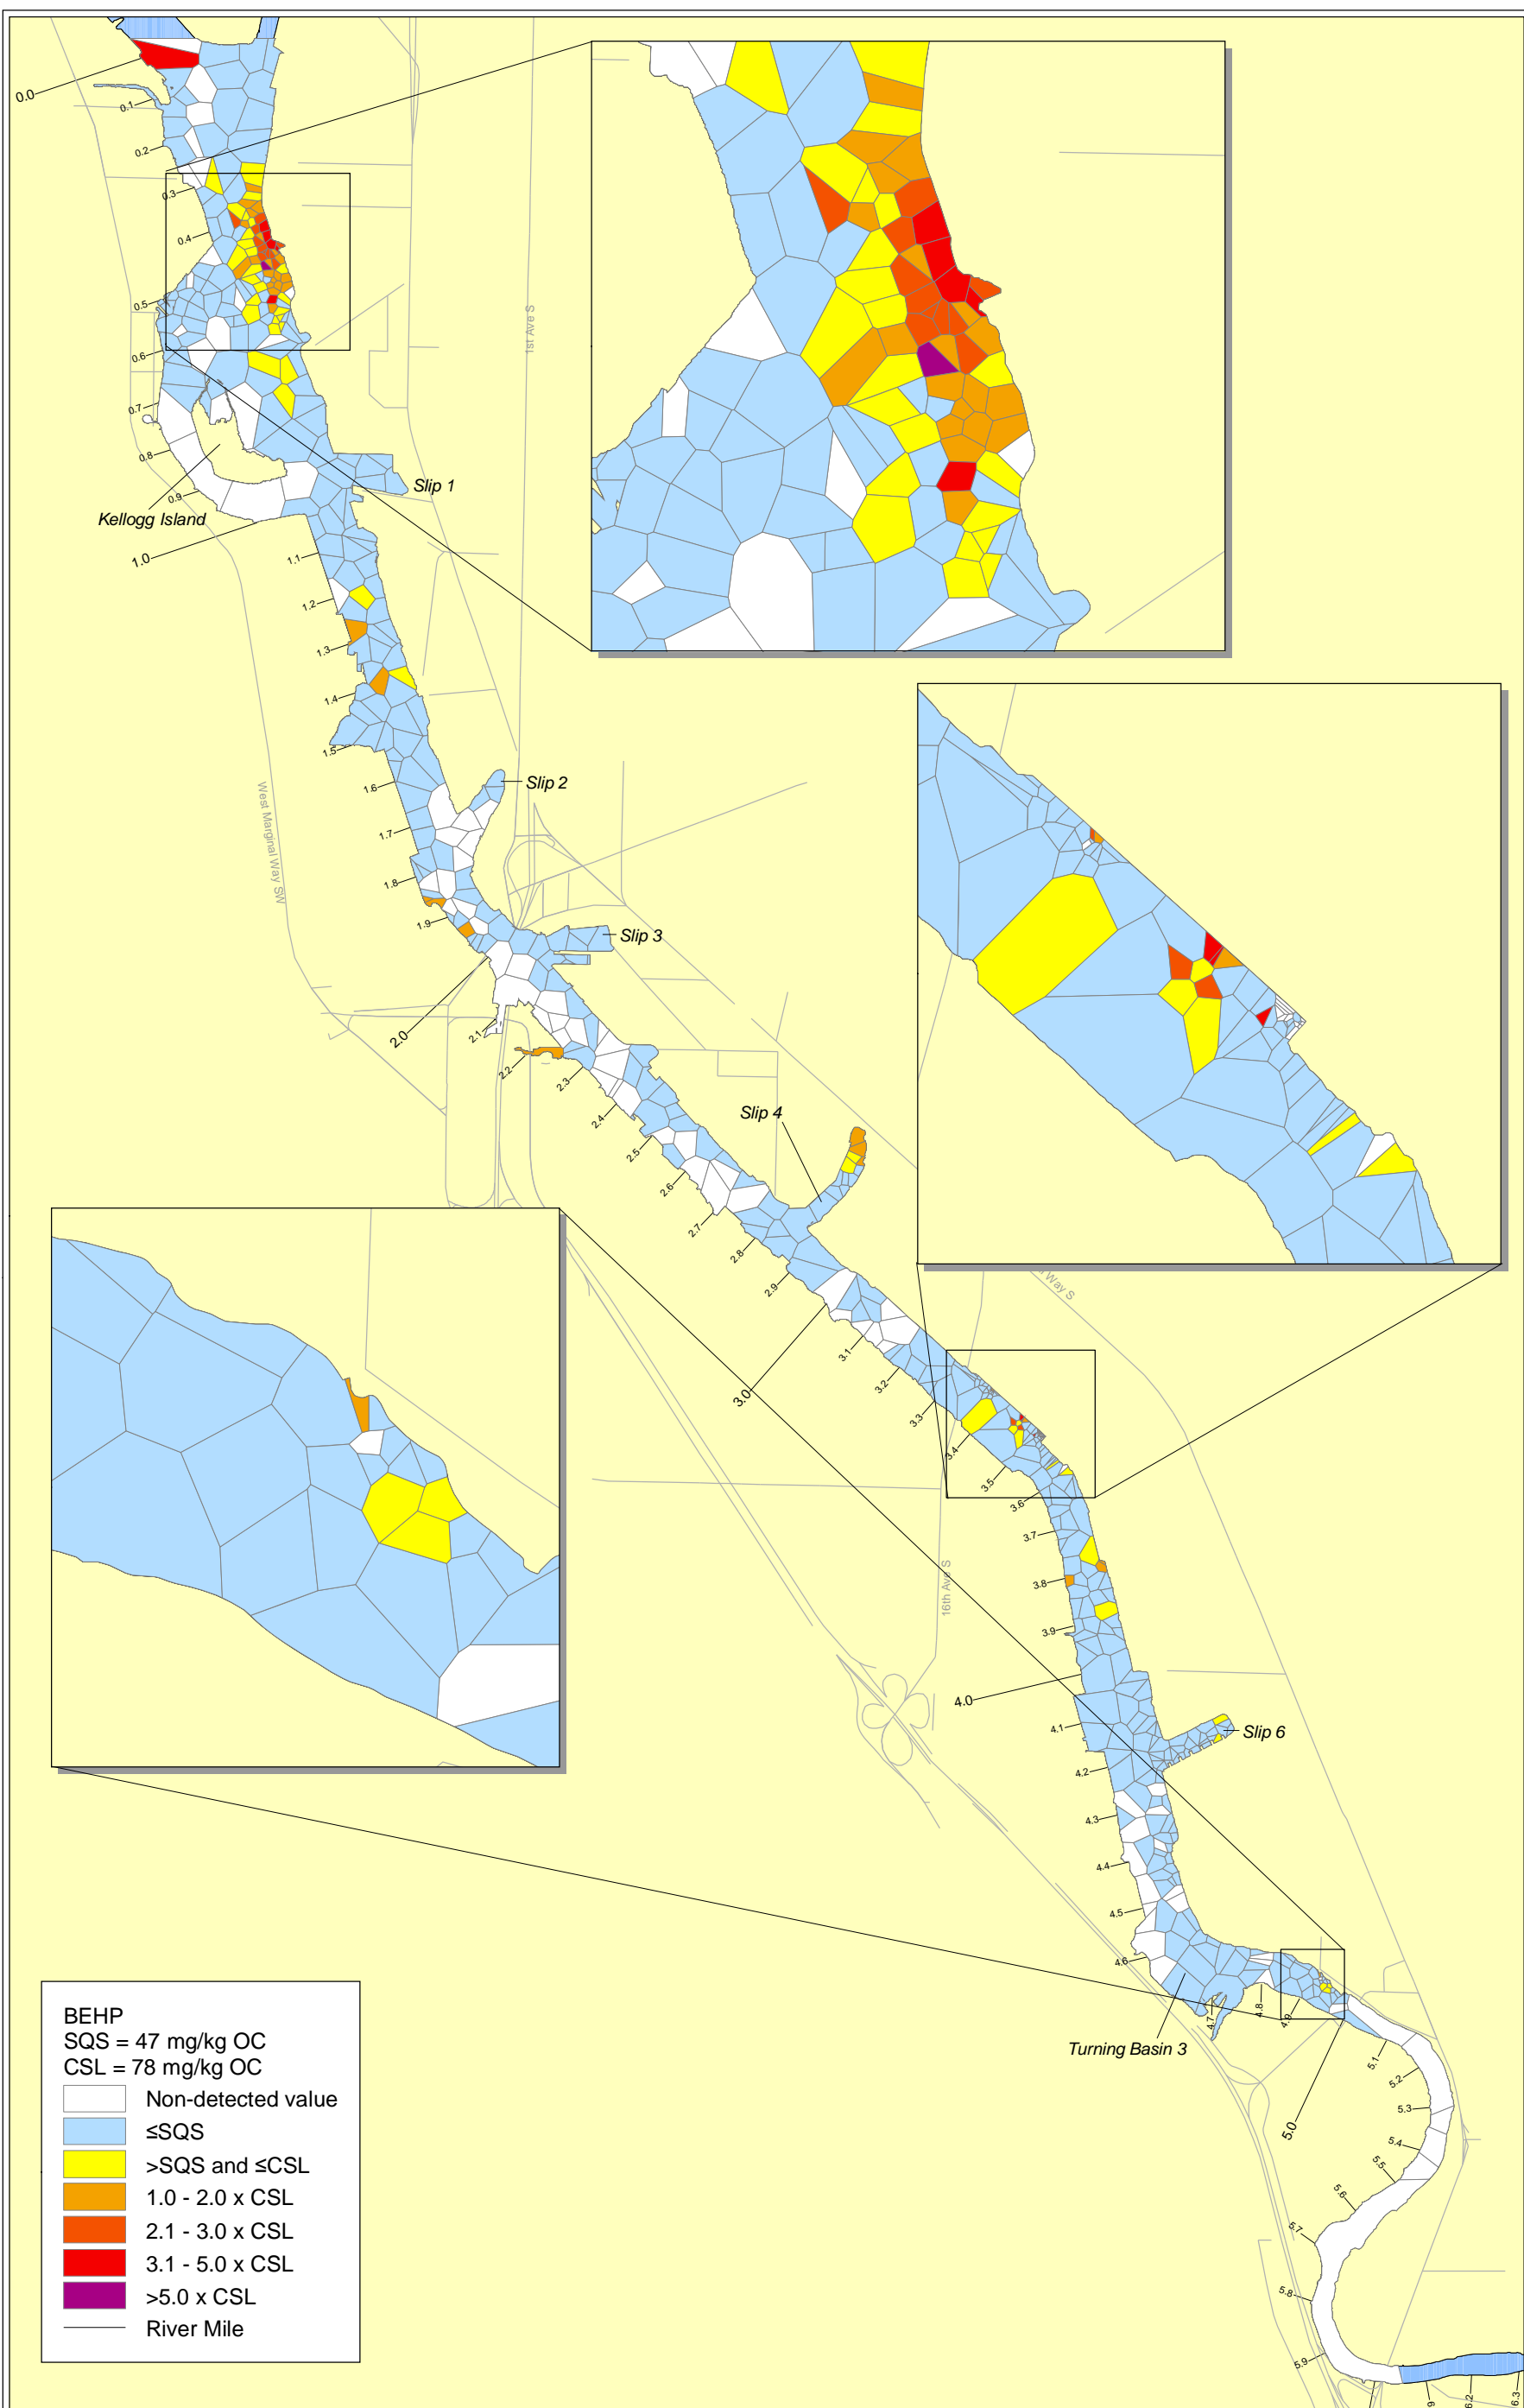 0.0
0.1
0.2
0.3
0.4
0.5
0.6
0.7
0.8
0.9
Kellogg Island
Slip 1
1st Ave S
1.0
1.1
1.2
1.3
1.4
1.5
1.6
1.7
1.8
1.9
West Marginal Way SW
Slip 2
Slip 3
2.0
2.1
2.2
2.3
2.4
2.5
2.6
2.7
2.8
2.9
Slip 4
Way S
3.0
3.1
3.2
3.3
3.4
3.5
3.6
3.7
3.8
3.9
16th Ave S
4.0
4.1
4.2
4.3
4.4
4.5
4.6
4.7
4.8
4.9
Slip 6
Turning Basin 3
5.0
5.1
5.2
5.3
5.4
5.5
5.6
5.7
5.8
5.9
6.2
6.3
BEHP
SQS = 47 mg/kg OC
CSL = 78 mg/kg OC
Non-detected value
≤SQS
>SQS and ≤CSL
1.0 - 2.0 x CSL
2.1 - 3.0 x CSL
3.1 - 5.0 x CSL
>5.0 x CSL
River Mile